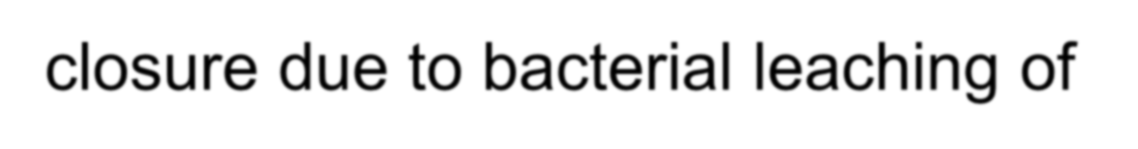 closure due to bacterial leaching of